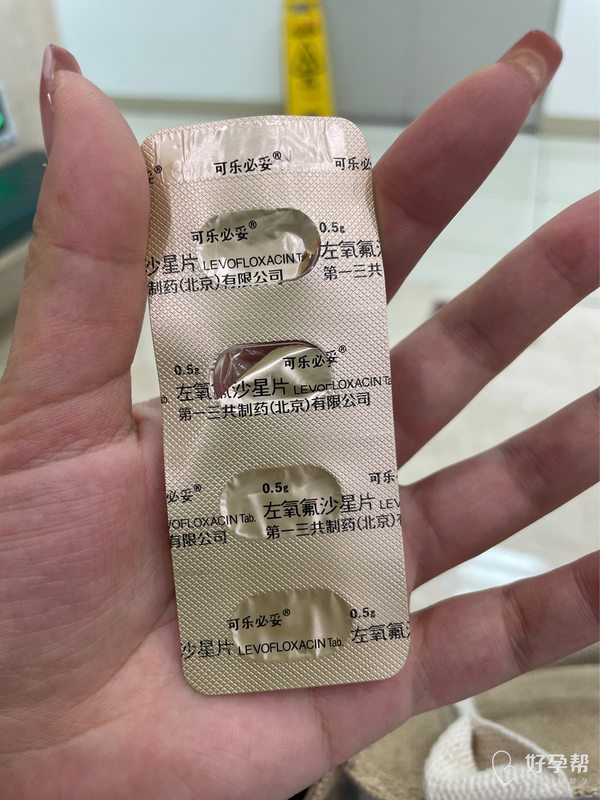 ® 可乐必妥® 可乐必
可乐必妥® 0.5g
沙星片 LEVOFLOXACIN T 左氧氟
制药(北京)有限公司 第一三共
0.5g 可乐必妥®
ab. 左氧氟沙星片 LEVOFLOXACIN Ta
第一三共制药(北京)有限公司
必妥® 0.5g 可乐
VOFLOXACIN Tab. 左氧氟沙星片 LEV
有限公司 第一三共制药(北京)
可乐必妥® 0.5g
沙星片 LEVOFLOXACIN Tab. 左氧氟
好孕帮